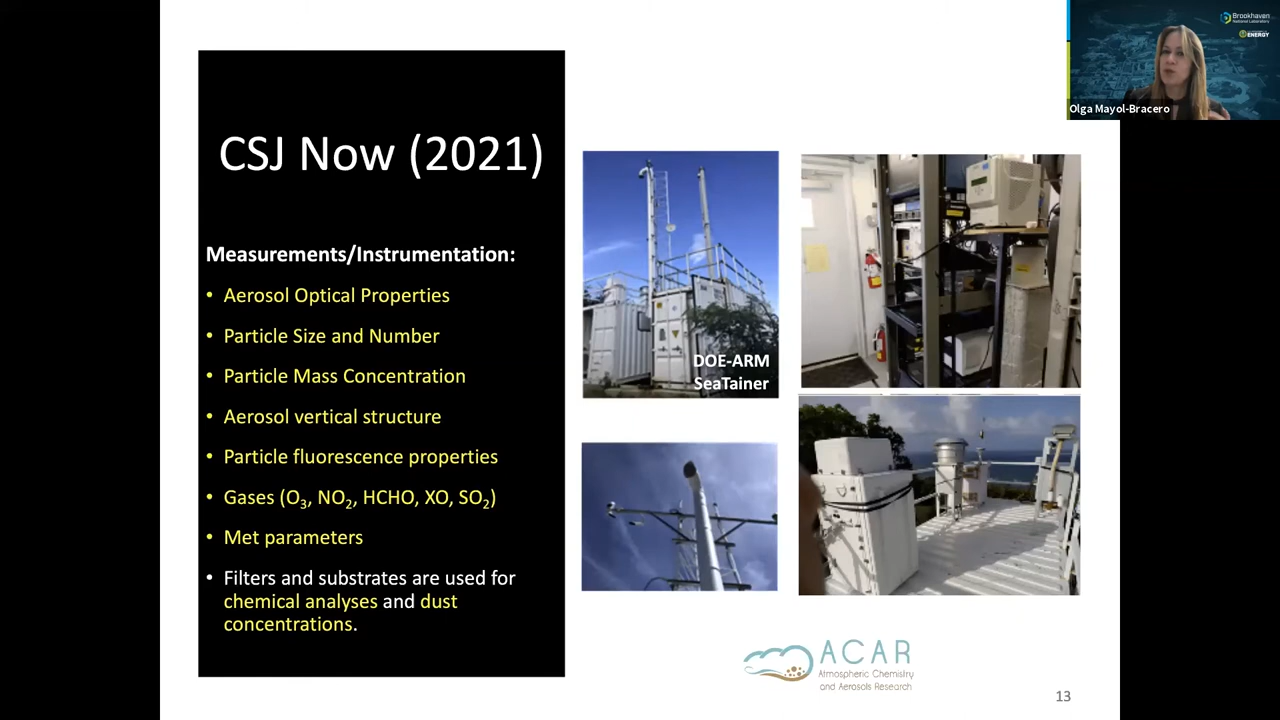 CSJ Now (2021)
Measurements/Instrumentation:
• Aerosol Optical Properties
• Particle Size and Number
• Particle Mass Concentration
• Aerosol vertical structure
• Particle fluorescence properties
• Gases (O₃, NO₂, HCHO, XO, SO₂)
• Met parameters
• Filters and substrates are used for
chemical analyses and dust
concentrations.
DOE-ARM
SeaTainer
ACAR
Atmospheric Chemistry
and Aerosols Research
13
Brookhaven
National Laboratory
ENERGY
Olga Mayol-Bracero